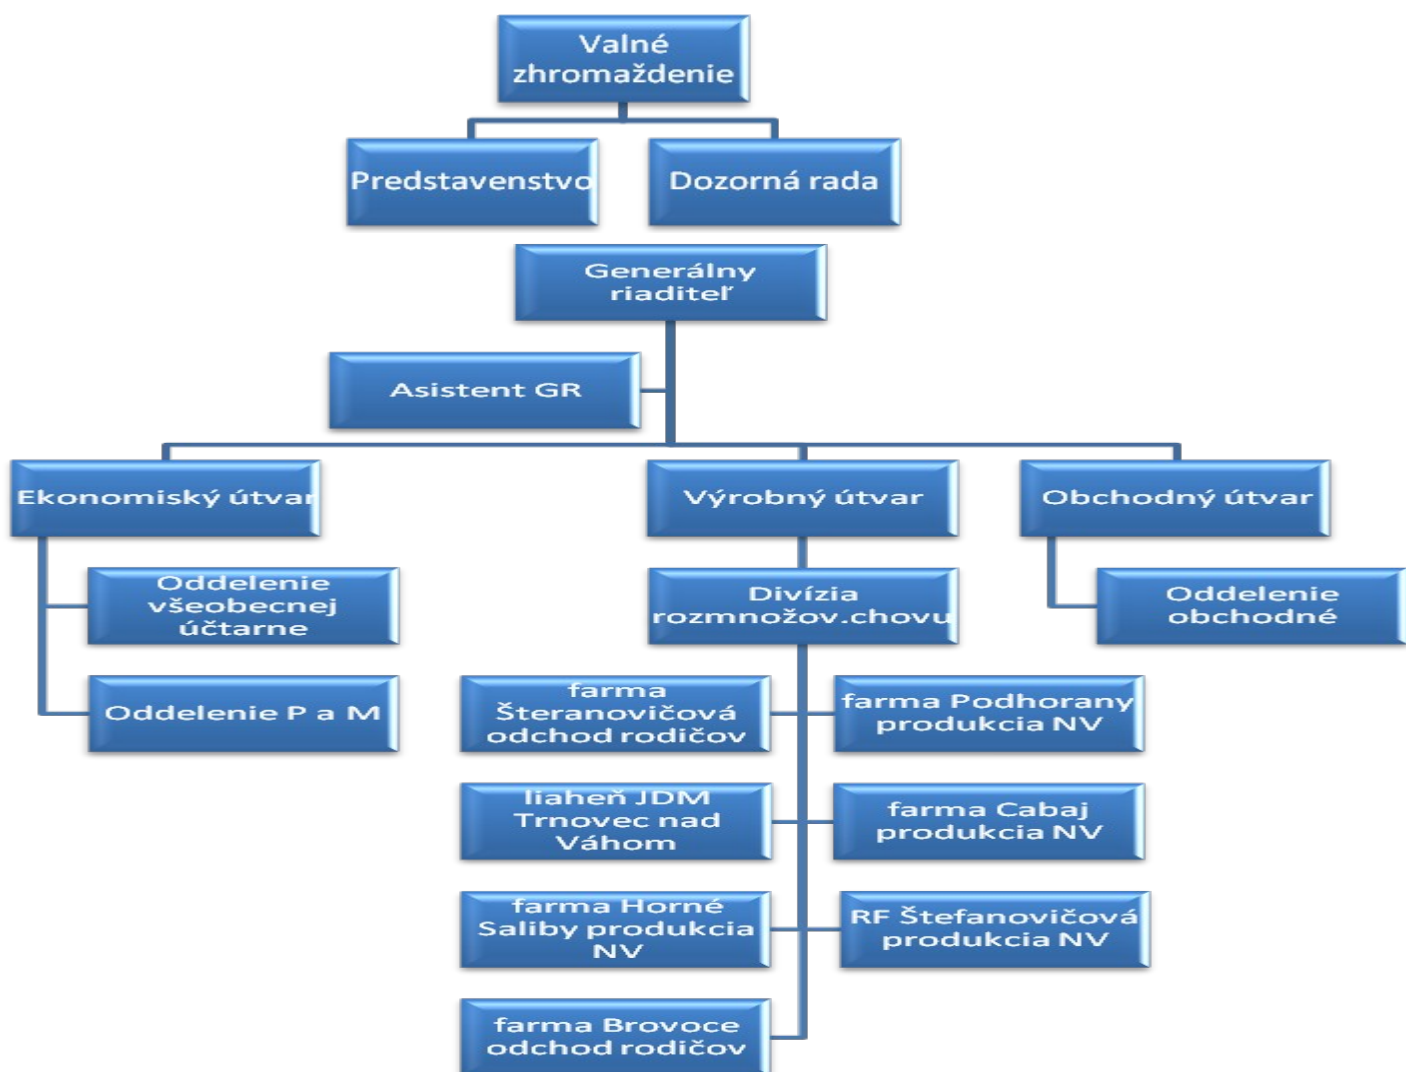 Valné
zhromaždenie
Predstavenstvo
Dozorná rada
Generálny
riaditeľ
Asistent GR
Ekonomiský útvar
Výrobný útvar
Obchodný útvar
Oddelenie
všeobecnej
účtarne
Divízia
rozmnožov.chovu
Oddelenie
obchodné
Oddelenie P a M
farma
Šteranovičová
odchod rodičov
farma Podhorany
produkcia NV
liaheň JDM
Trnovec nad
Váhom
farma Cabaj
produkcia NV
farma Horné
Saliby produkcia
NV
RF Štefanovičová
produkcia NV
farma Brovoce
odchod rodičov